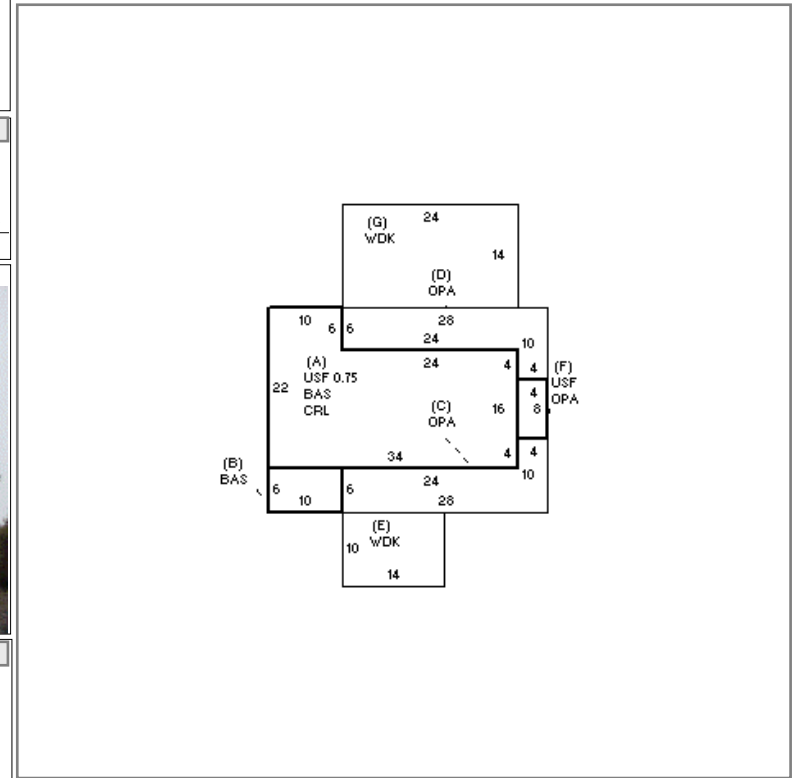 (G) 24
WDK
14
(D)
OPA
10 28
6 6
24
10
(A) 24 4 4 (F)
USF 0.75 USF
22 BAS 4 OPA
CRL (C) 16 8
OPA
34 4 4
(B) 24 10
BAS 6 6
10 28
(E)
10 WDK
14